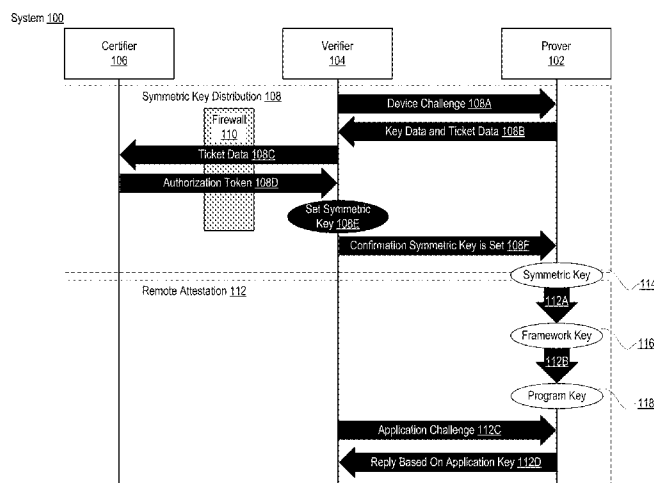 System 100
Certifier
106
Verifier
104
Prover
102
Symmetric Key Distribution 108
Device Challenge 108A
Firewall
110
Key Data and Ticket Data 108B
Ticket Data 108C
Authorization Token 108D
Set Symmetric
Key 108E
Confirmation Symmetric Key is Set 108F
Symmetric Key
114
Remote Attestation 112
112A
Framework Key
116
112B
Program Key
118
Application Challenge 112C
Reply Based On Application Key 112D